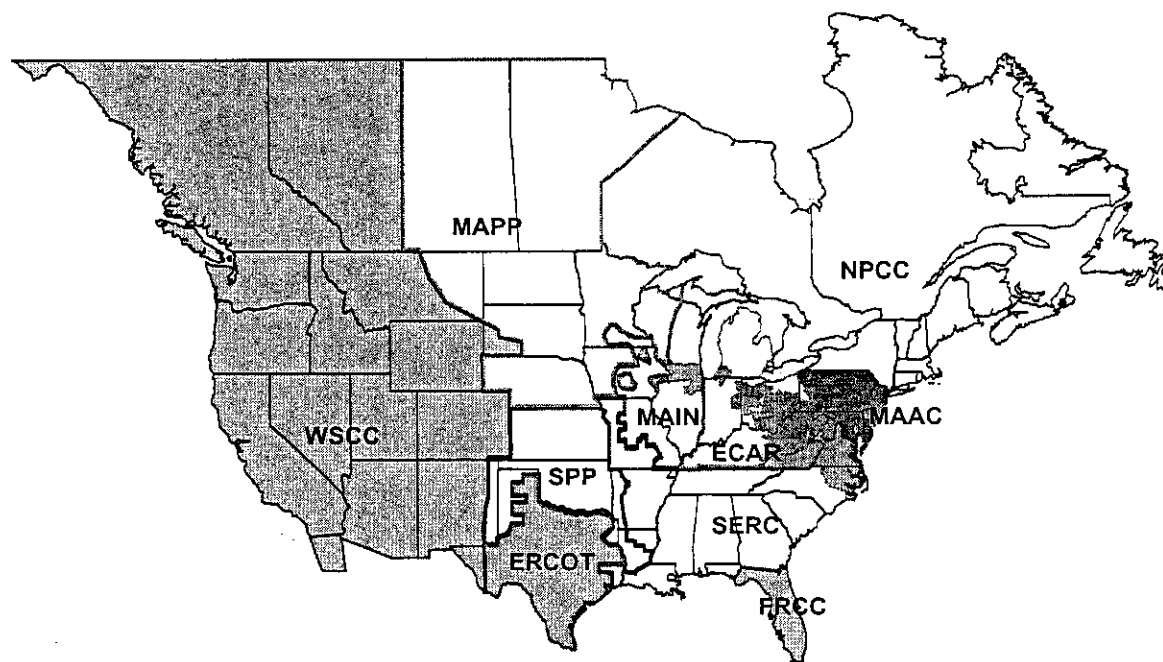 MAPP
NPCC
MAIN
MAAC
WSCC
ECAR
SPP
SERC
ERCOT
FRCC